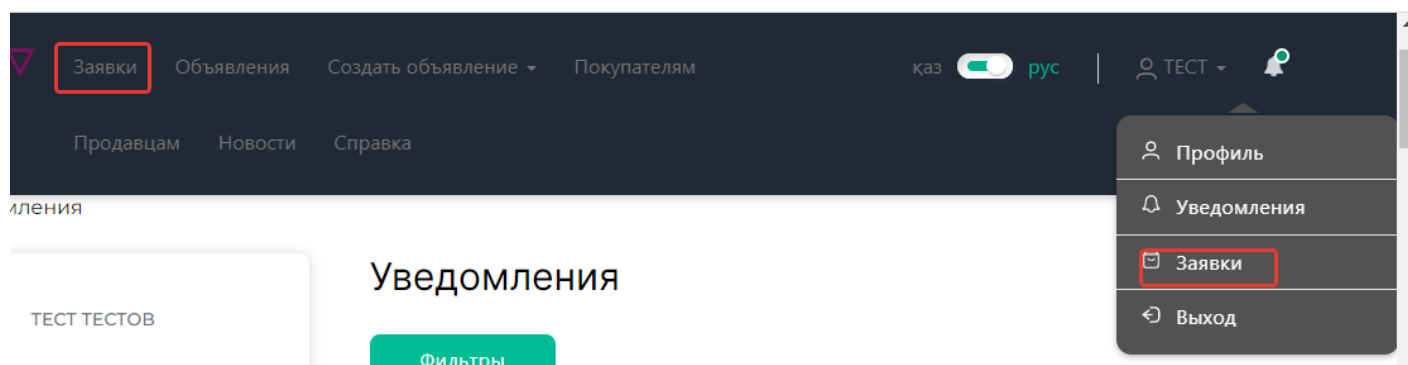 Заявки Объявления Создать объявление Покупателям қаз рус ТЕСТ
Продавцам Новости Справка
Профиль
Уведомления
Заявки
Выход
Уведомления
ТЕСТ ТЕСТОВ
Фильтры